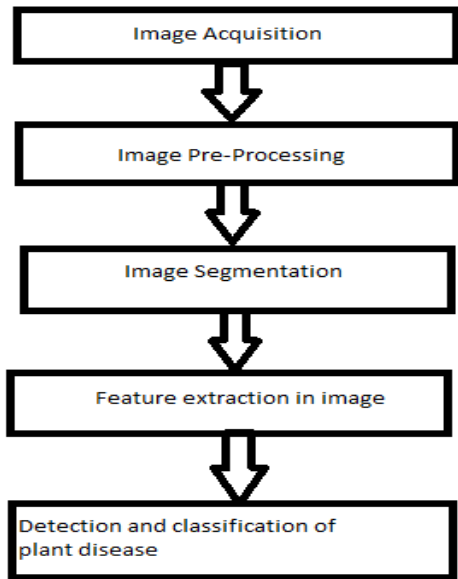 Image Acquisition
Image Pre-Processing
Image Segmentation
Feature extraction in image
Detection and classification of
plant disease